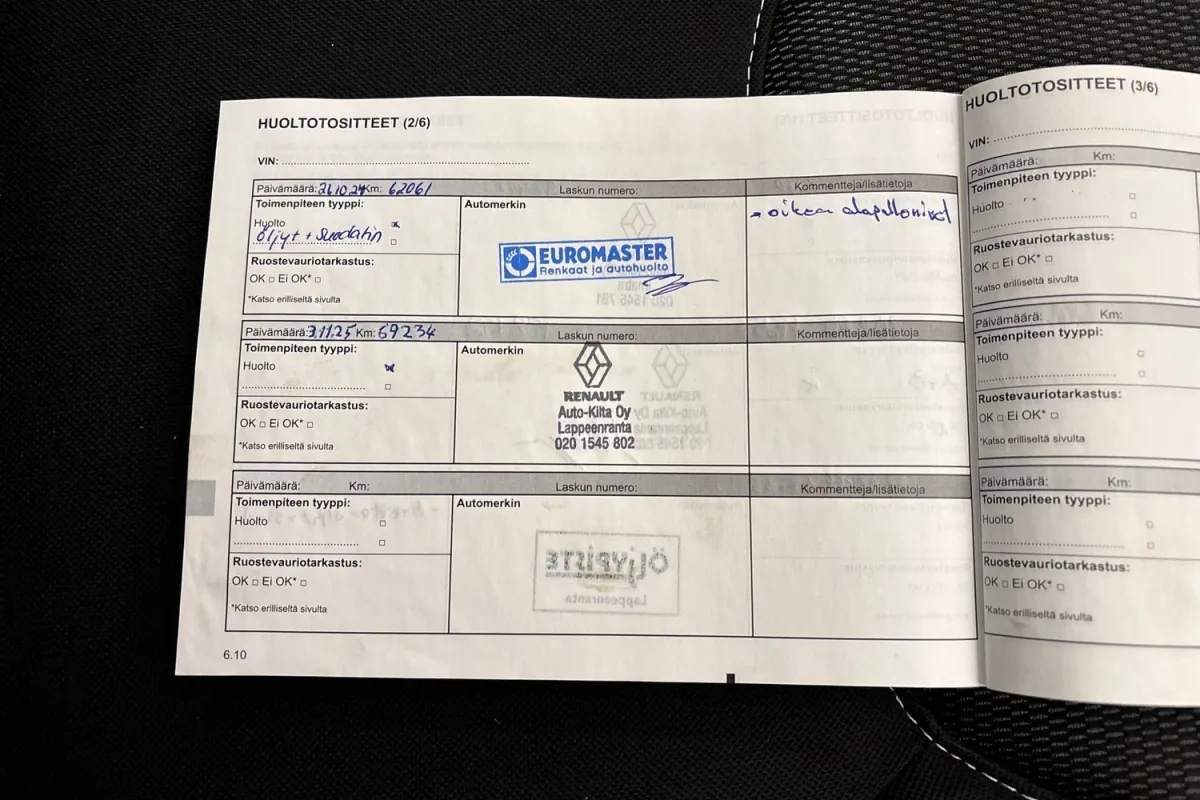 HUOLTOTOSITTEET (2/6)
VIN:
Päivämäärä: Km: 62061 Laskun numero: Kommentteja/lisätietoja
Toimenpiteen tyyppi: Automerkin
Huolto
öljyt + suodatin
- oikea alapallonivel
Ruostevauriotarkastus:
OK Ei OK*
*Katso erilliseltä sivulta
EUROMASTER
Renkaat ja autohuolto
Päivämäärä: 3.11.25 Km: 69234 Laskun numero: Kommentteja/lisätietoja
Toimenpiteen tyyppi: Automerkin
Huolto
Ruostevauriotarkastus:
OK Ei OK*
*Katso erilliseltä sivulta
RENAULT
Auto-Kilta Oy
Lappeenranta
020 1545 802
Päivämäärä: Km: Laskun numero: Kommentteja/lisätietoja
Toimenpiteen tyyppi: Automerkin
Huolto
Ruostevauriotarkastus:
OK Ei OK*
*Katso erilliseltä sivulta
ÖljYPISTE
Lappeenranta
6.10
HUOLTOTOSITTEET (3/6)
VIN:
Päivämäärä: Km:
Toimenpiteen tyyppi:
Huolto
Ruostevauriotarkastus:
OK Ei OK*
*Katso erilliseltä sivulta
Päivämäärä: Km:
Toimenpiteen tyyppi:
Huolto
Ruostevauriotarkastus:
OK Ei OK*
*Katso erilliseltä sivulta
Päivämäärä: Km:
Toimenpiteen tyyppi:
Huolto
Ruostevauriotarkastus:
OK Ei OK*
*Katso erilliseltä sivulta